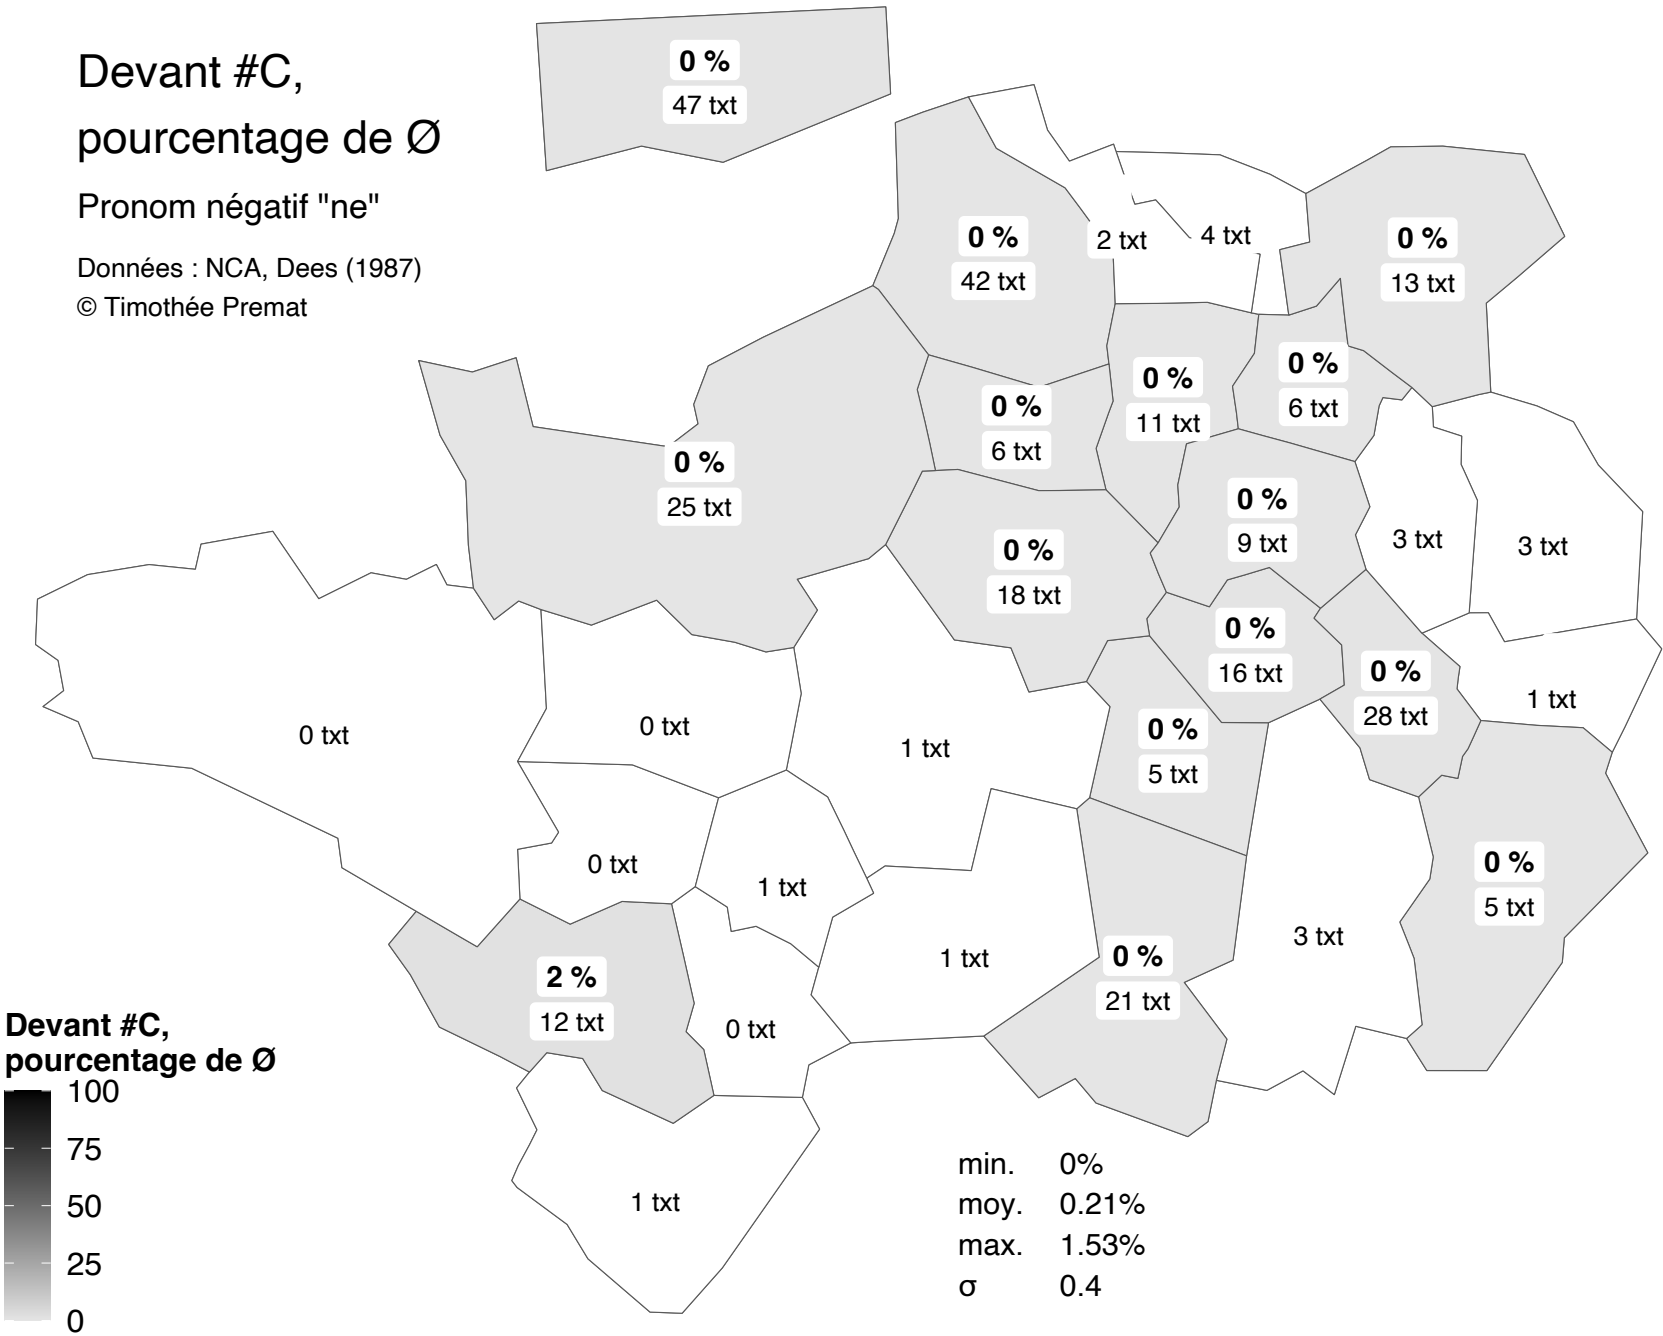 Devant #C,
pourcentage de Ø
Pronom négatif "ne"
Données : NCA, Dees (1987)
© Timothée Premat
0 %
47 txt
0 %
42 txt
2 txt
4 txt
0 %
13 txt
0 %
6 txt
0 %
11 txt
0 %
6 txt
0 %
25 txt
0 %
18 txt
0 %
9 txt
3 txt
3 txt
0 %
16 txt
0 %
28 txt
1 txt
0 txt
0 txt
1 txt
0 %
5 txt
0 txt
1 txt
1 txt
0 %
21 txt
3 txt
0 %
5 txt
2 %
12 txt
0 txt
1 txt
Devant #C,
pourcentage de Ø
100
75
50
25
0
min. 0%
moy. 0.21%
max. 1.53%
σ 0.4